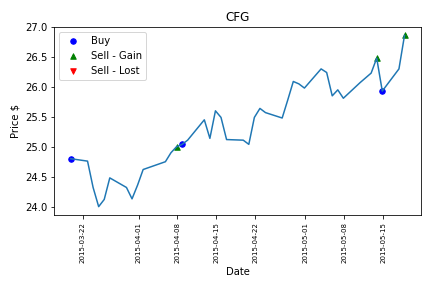 CFG
Buy
Sell - Gain
Sell - Lost
Price $
27.0
26.5
26.0
25.5
25.0
24.5
24.0
2015-03-22
2015-04-01
2015-04-08
2015-04-15
2015-04-22
2015-05-01
2015-05-08
2015-05-15
Date